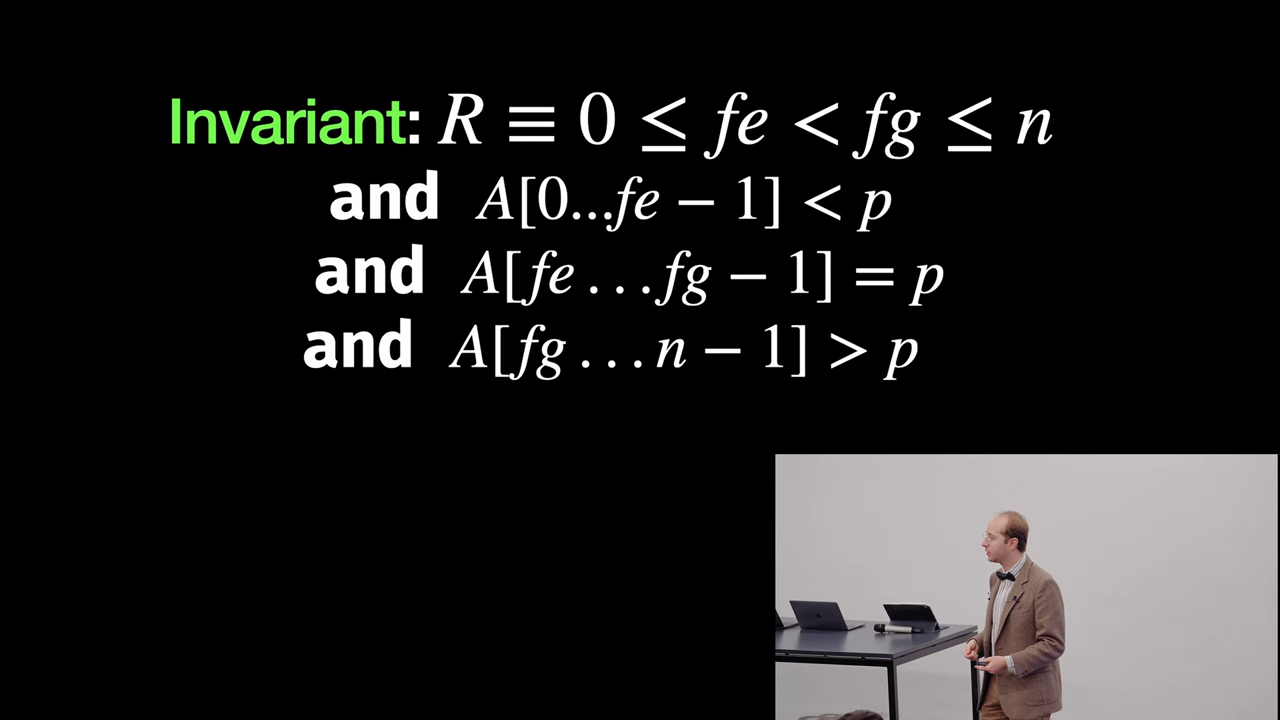 Invariant: R ≡ 0 ≤ fe < fg ≤ n
and A[0...fe − 1] < p
and A[fe . . . fg − 1] = p
and A[fg . . . n − 1] > p